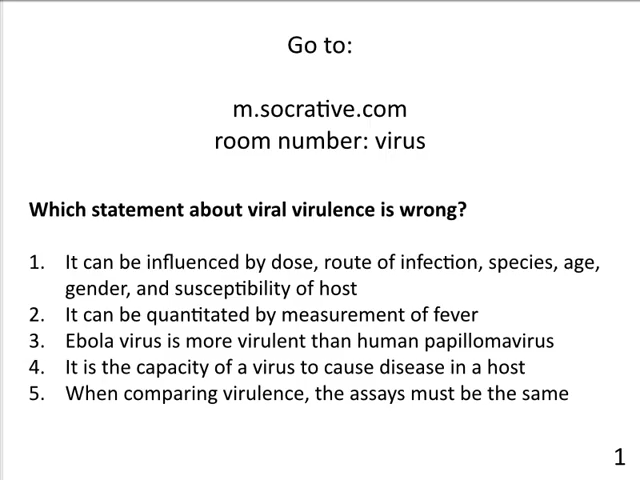 Go to:
m.socrative.com
room number: virus
Which statement about viral virulence is wrong?
1. It can be influenced by dose, route of infection, species, age,
gender, and susceptibility of host
2. It can be quantitated by measurement of fever
3. Ebola virus is more virulent than human papillomavirus
4. It is the capacity of a virus to cause disease in a host
5. When comparing virulence, the assays must be the same
1